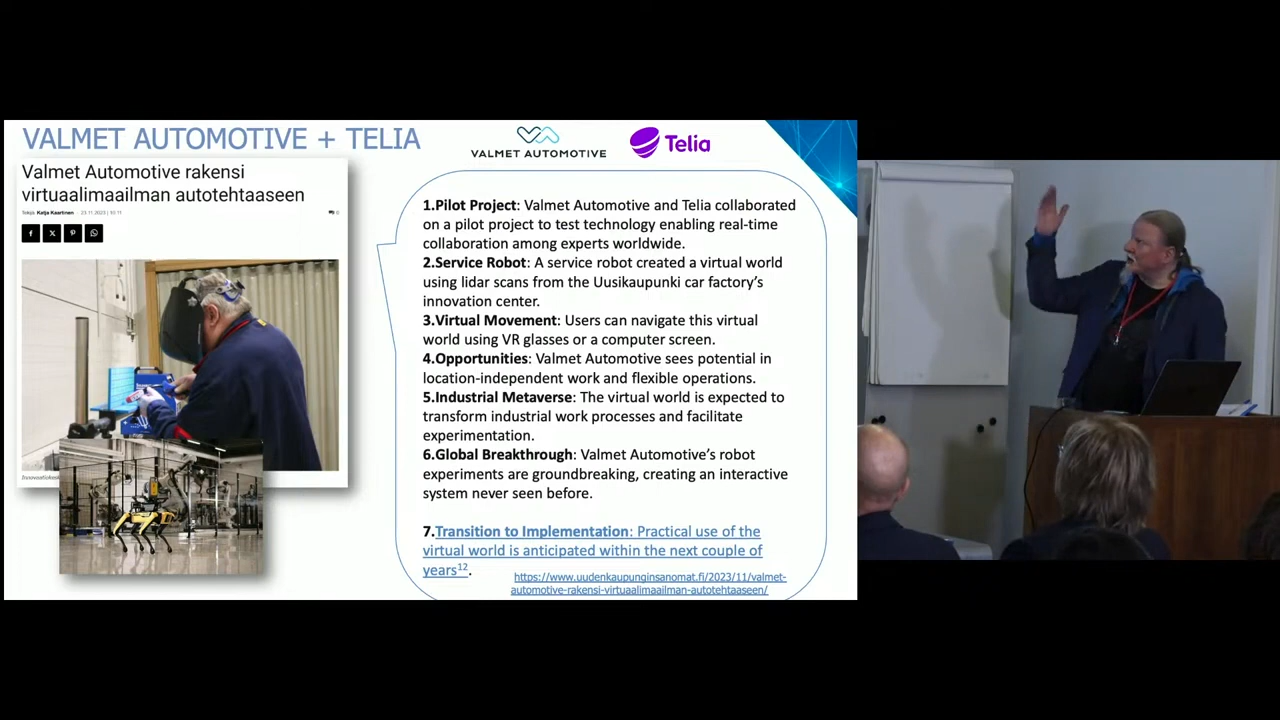 VALMET AUTOMOTIVE + TELIA
VALMET AUTOMOTIVE
Telia
Valmet Automotive rakensi
virtuaalimaailman autotehtaaseen
Tekijä Katja Kaartinen - 23.11.2023 | 10:11
0
1.Pilot Project: Valmet Automotive and Telia collaborated
on a pilot project to test technology enabling real-time
collaboration among experts worldwide.
2.Service Robot: A service robot created a virtual world
using lidar scans from the Uusikaupunki car factory's
innovation center.
3.Virtual Movement: Users can navigate this virtual
world using VR glasses or a computer screen.
4.Opportunities: Valmet Automotive sees potential in
location-independent work and flexible operations.
5.Industrial Metaverse: The virtual world is expected to
transform industrial work processes and facilitate
experimentation.
6.Global Breakthrough: Valmet Automotive's robot
experiments are groundbreaking, creating an interactive
system never seen before.
7.Transition to Implementation: Practical use of the
virtual world is anticipated within the next couple of
years12.
https://www.uudenkaupunginsanomat.fi/2023/11/valmet-
automotive-rakensi-virtuaalimaailman-autotehtaaseen/